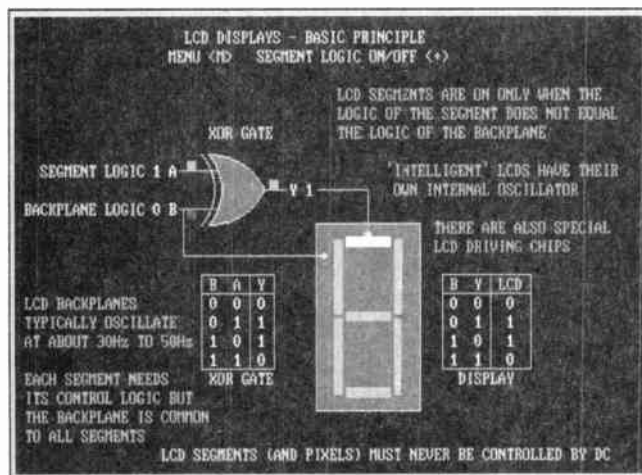 LCD DISPLAYS - BASIC PRINCIPLE
MENU <M> SEGMENT LOGIC ON/OFF <+>
LCD SEGMENTS ARE ON ONLY WHEN THE
LOGIC OF THE SEGMENT DOES NOT EQUAL
THE LOGIC OF THE BACKPLANE
XOR GATE
SEGMENT LOGIC 1 A
'INTELLIGENT' LCDS HAVE THEIR
OWN INTERNAL OSCILLATOR
Y 1
BACKPLANE LOGIC 0 B
THERE ARE ALSO SPECIAL
LCD DRIVING CHIPS
B A Y
0 0 0
0 1 1
1 0 1
1 1 0
XOR GATE
B Y LCD
0 0 0
0 1 1
1 0 1
1 1 0
DISPLAY
LCD BACKPLANES
TYPICALLY OSCILLATE
AT ABOUT 30Hz TO 50Hz
EACH SEGMENT NEEDS
ITS CONTROL LOGIC BUT
THE BACKPLANE IS COMMON
TO ALL SEGMENTS
LCD SEGMENTS (AND PIXELS) MUST NEVER BE CONTROLLED BY DC